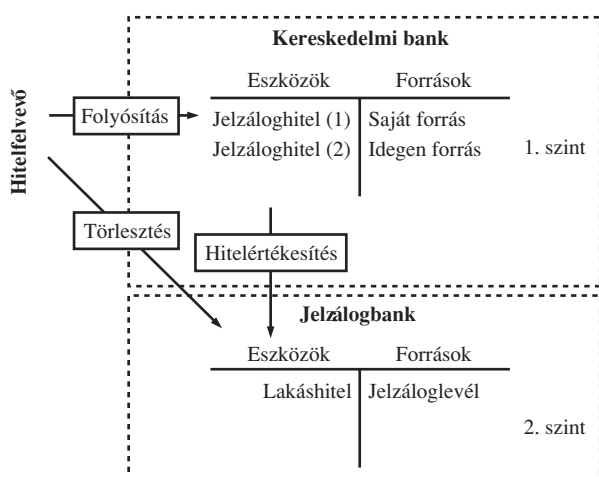 Kereskedelmi bank
Eszközök Források
Hitelfelvevő
Folyósítás
Jelzáloghitel (1) Saját forrás
Jelzáloghitel (2) Idegen forrás
1. szint
Törlesztés
Hitelértékesítés
Jelzálogbank
Eszközök Források
Lakáshitel Jelzáloglevél
2. szint